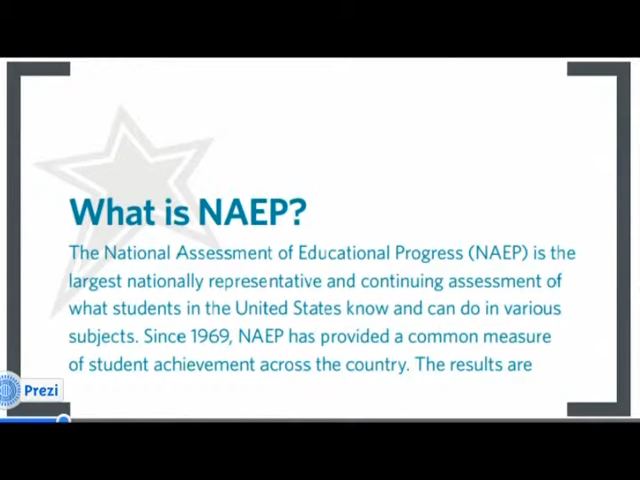 What is NAEP?
The National Assessment of Educational Progress (NAEP) is the
largest nationally representative and continuing assessment of
what students in the United States know and can do in various
subjects. Since 1969, NAEP has provided a common measure
of student achievement across the country. The results are
Prezi